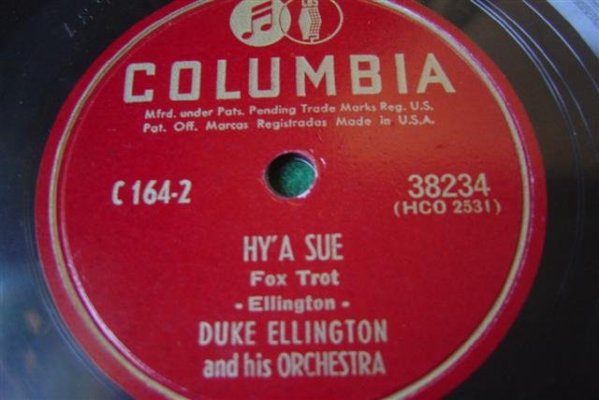 COLUMBIA
Mfrd. under Pats. Pending Trade Marks Reg. U.S.
Pat. Off. Marcas Registradas Made in U.S.A.
C 164-2
38234
(HCO 2531)
HY'A SUE
Fox Trot
- Ellington -
DUKE ELLINGTON
and his ORCHESTRA